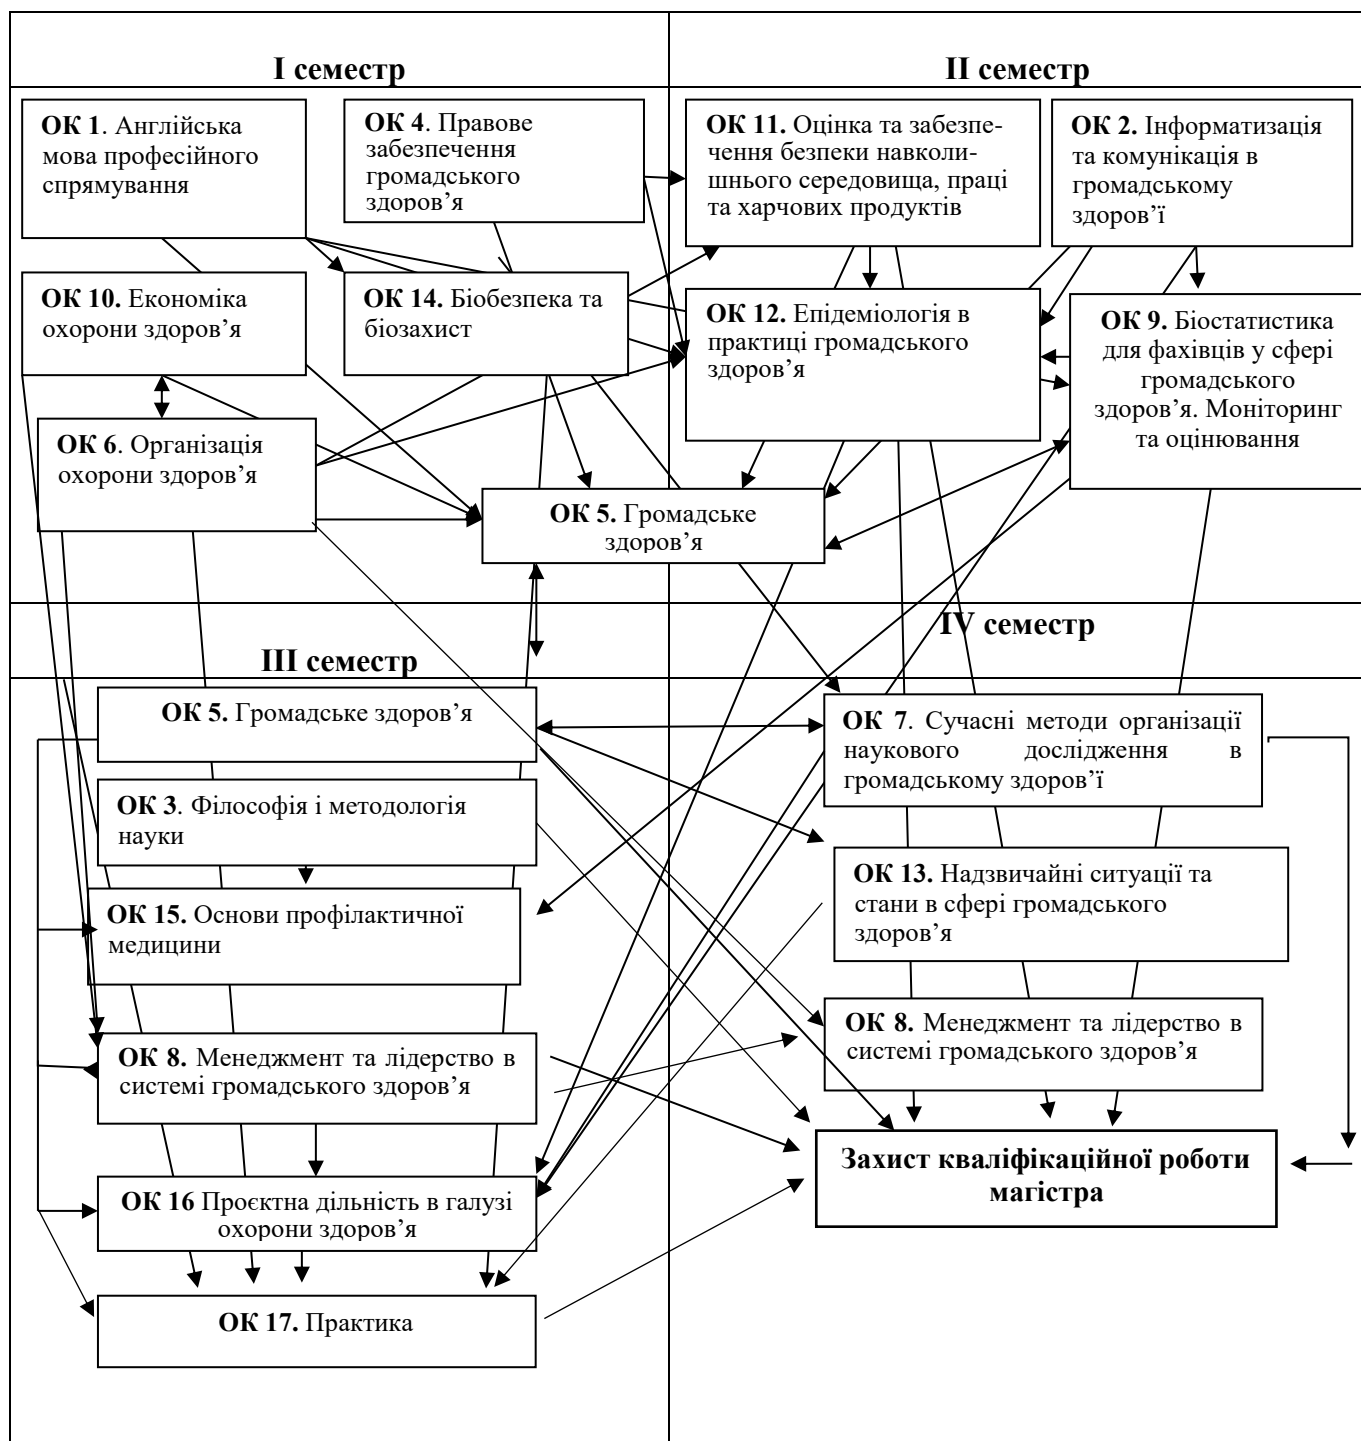 I семестр
II семестр
ОК 1. Англійська
мова професійного
спрямування
ОК 4. Правове
забезпечення
громадського
здоров’я
ОК 11. Оцінка та забезпе-
чення безпеки навколи-
шнього середовища, праці
та харчових продуктів
ОК 2. Інформатизація
та комунікація в
громадському
здоров’ї
ОК 10. Економіка
охорони здоров’я
ОК 14. Біобезпека та
біозахист
ОК 12. Епідеміологія в
практиці громадського
здоров’я
ОК 9. Біостатистика
для фахівців у сфері
громадського
здоров’я. Моніторинг
та оцінювання
ОК 6. Організація
охорони здоров’я
ОК 5. Громадське
здоров’я
III семестр
IV семестр
ОК 5. Громадське здоров’я
ОК 3. Філософія і методологія
науки
ОК 15. Основи профілактичної
медицини
ОК 8. Менеджмент та лідерство в
системі громадського здоров’я
ОК 16 Проєктна дільність в галузі
охорони здоров’я
ОК 17. Практика
ОК 7. Сучасні методи організації
наукового дослідження в
громадському здоров’ї
ОК 13. Надзвичайні ситуації та
стани в сфері громадського
здоров’я
ОК 8. Менеджмент та лідерство в
системі громадського здоров’я
Захист кваліфікаційної роботи
магістра